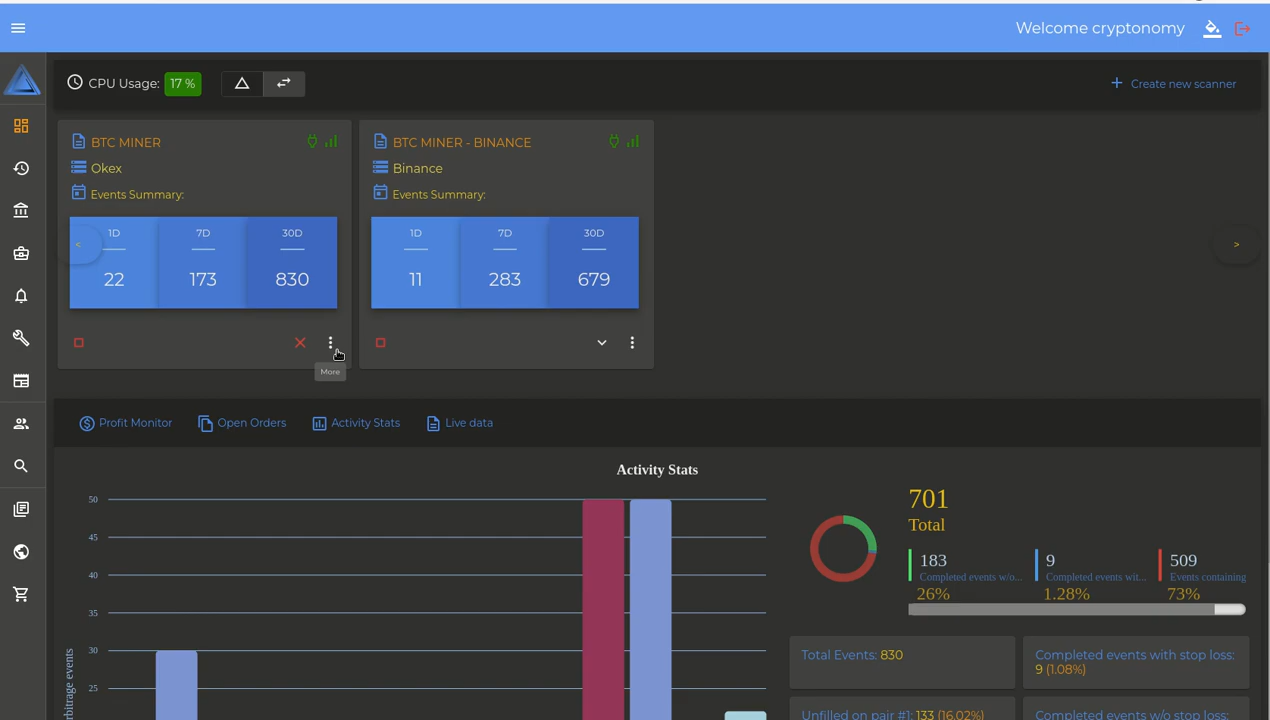 Welcome cryptonomy
CPU Usage: 17 %
Create new scanner
BTC MINER
Okex
Events Summary:
1D 7D 30D
22 173 830
More
BTC MINER - BINANCE
Binance
Events Summary:
1D 7D 30D
11 283 679
< >
Profit Monitor Open Orders Activity Stats Live data
Activity Stats
50
45
40
35
30
25
rbitrage events
701
Total
183
Completed events w/o...
26%
9
Completed events wit...
1.28%
509
Events containing
73%
Total Events: 830
Completed events with stop loss:
9 (1.08%)
Unfilled on pair #1: 133 (16.02%)
Completed events w/o stop loss: